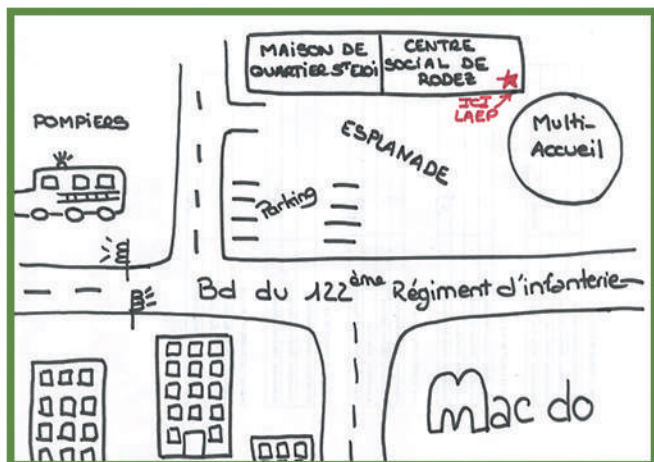 MAISON DE
QUARTIER St ELOI
CENTRE
SOCIAL DE
RODEZ
ICI
LAEP
POMPIERS
ESPLANADE
Multi-
Accueil
Parking
Bd du 122ème Régiment d'infanterie
Mac do